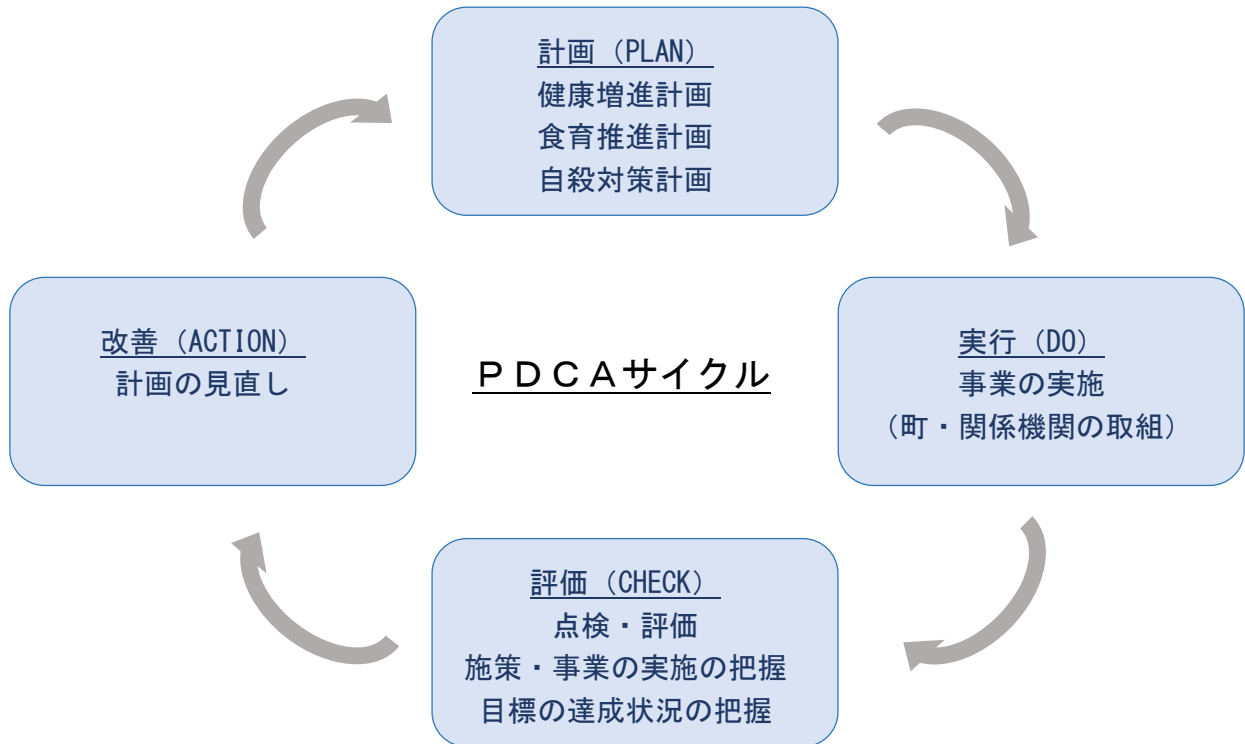 計画（PLAN）
健康増進計画
食育推進計画
自殺対策計画
改善（ACTION）
計画の見直し
ＰＤＣＡサイクル
実行（DO）
事業の実施
（町・関係機関の取組）
評価（CHECK）
点検・評価
施策・事業の実施の把握
目標の達成状況の把握